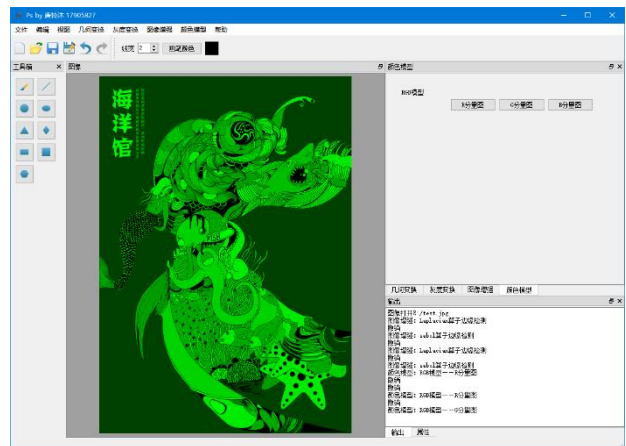 Ps by 17905827
文件 编辑 视图 几何变换 灰度变换 图像增强 颜色模型 帮助
线宽 2 画笔颜色
工具箱
图像
颜色模型
海洋馆
RGB模型
R分量图 G分量图 B分量图
几何变换 灰度变换 图像增强 颜色模型
输出
图像打开E:/test.jpg
图像增强: Laplacian算子边缘检测
撤销
图像增强: sobel算子边缘检测
撤销
图像增强: Laplacian算子边缘检测
撤销
图像增强: sobel算子边缘检测
颜色模型: RGB模型——R分量图
撤销
撤销
颜色模型: RGB模型——R分量图
撤销
颜色模型: RGB模型——G分量图
输出 属性